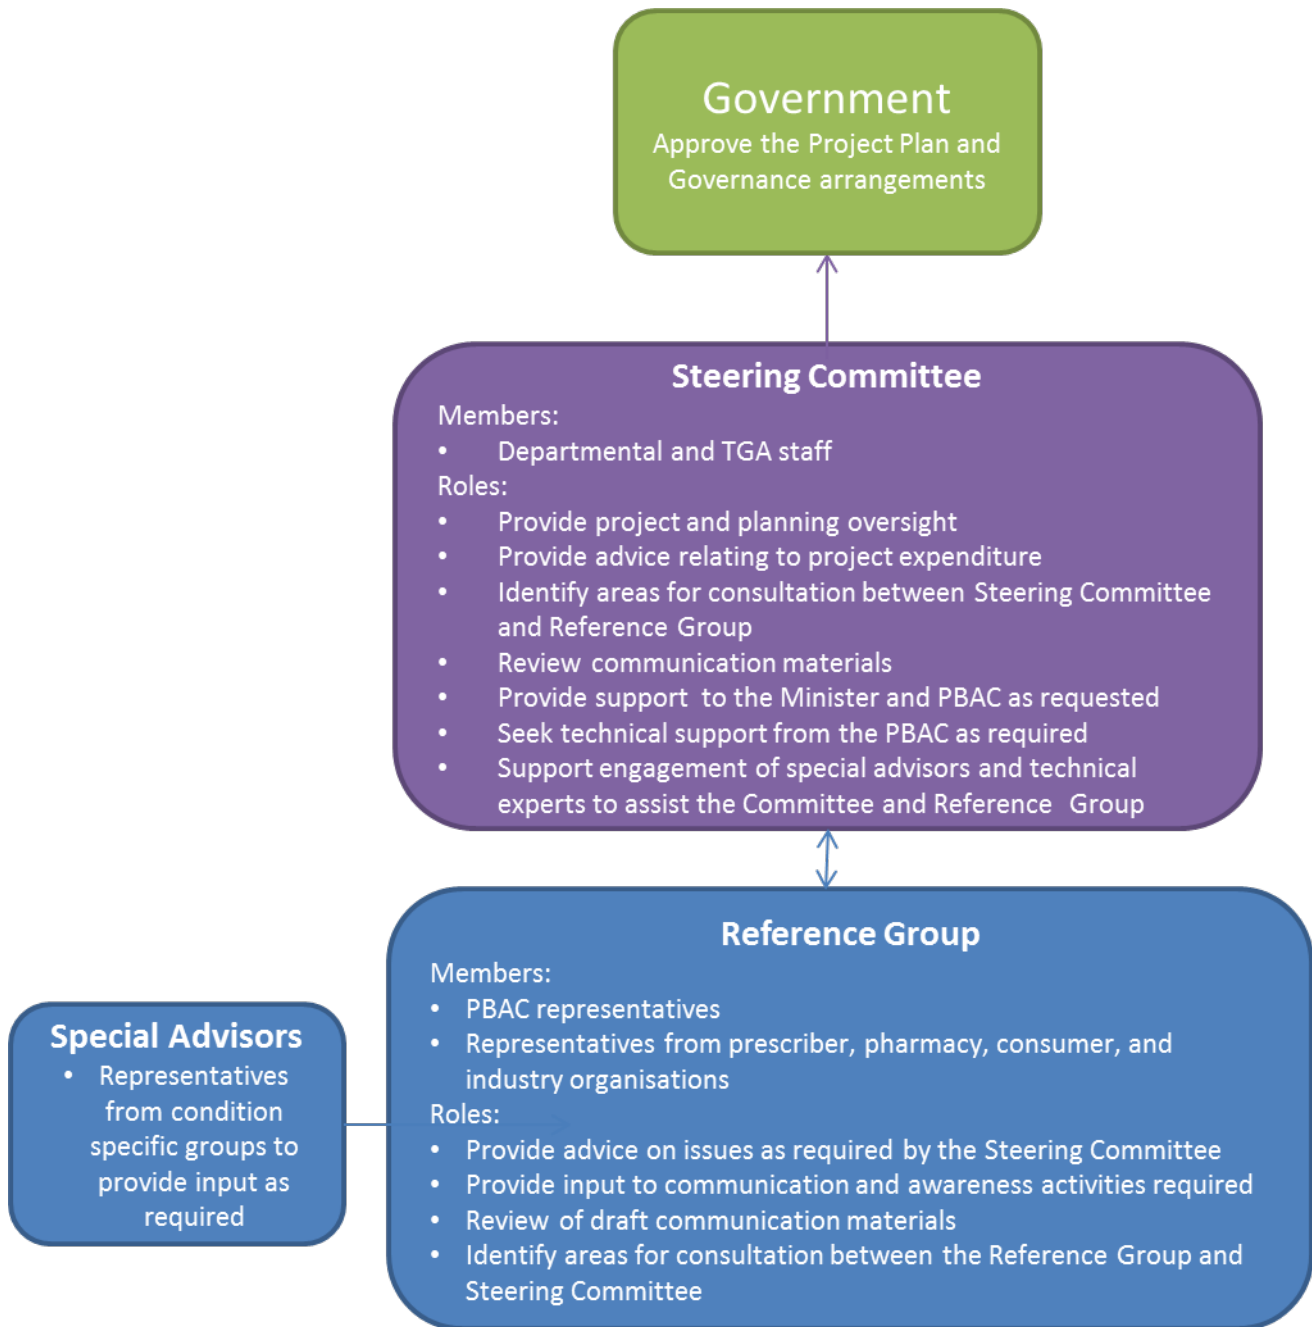 Government
Approve the Project Plan and
Governance arrangements
Steering Committee
Members:
• Departmental and TGA staff
Roles:
• Provide project and planning oversight
• Provide advice relating to project expenditure
• Identify areas for consultation between Steering Committee
and Reference Group
• Review communication materials
• Provide support to the Minister and PBAC as requested
• Seek technical support from the PBAC as required
• Support engagement of special advisors and technical
experts to assist the Committee and Reference Group
Reference Group
Members:
• PBAC representatives
• Representatives from prescriber, pharmacy, consumer, and
industry organisations
Roles:
• Provide advice on issues as required by the Steering Committee
• Provide input to communication and awareness activities required
• Review of draft communication materials
• Identify areas for consultation between the Reference Group and
Steering Committee
Special Advisors
• Representatives
from condition
specific groups to
provide input as
required